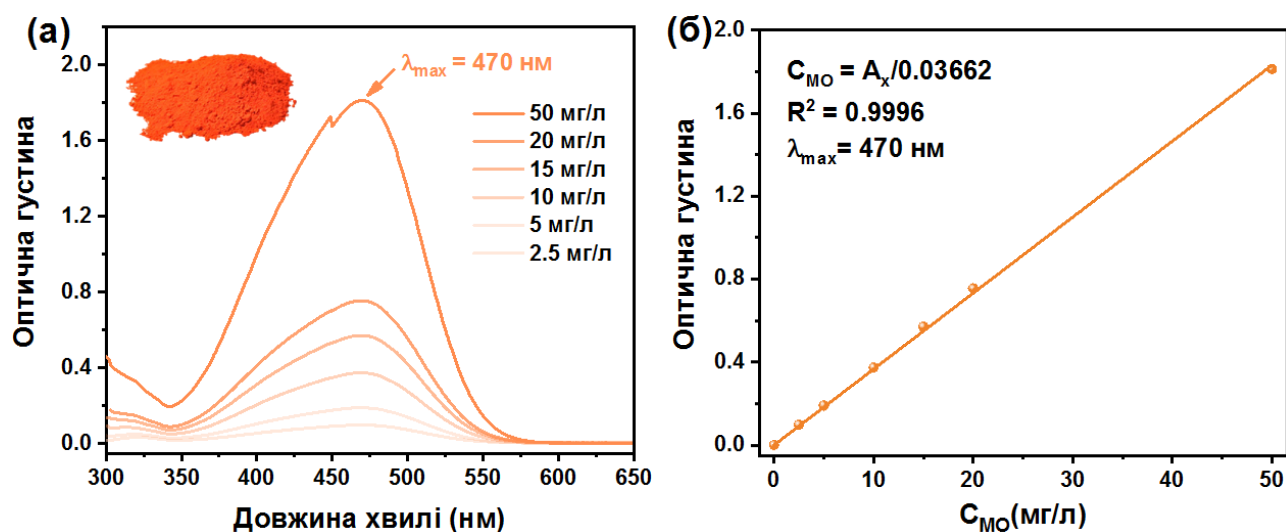 (а)
λmax = 470 нм
50 мг/л
20 мг/л
15 мг/л
10 мг/л
5 мг/л
2.5 мг/л
Оптична густина
2.0
1.6
1.2
0.8
0.4
0.0
300
350
400
450
500
550
600
650
Довжина хвилі (нм)
(б)
CМО = Aх/0.03662
R² = 0.9996
λmax= 470 нм
Оптична густина
2.0
1.6
1.2
0.8
0.4
0.0
0
10
20
30
40
50
CМО(мг/л)